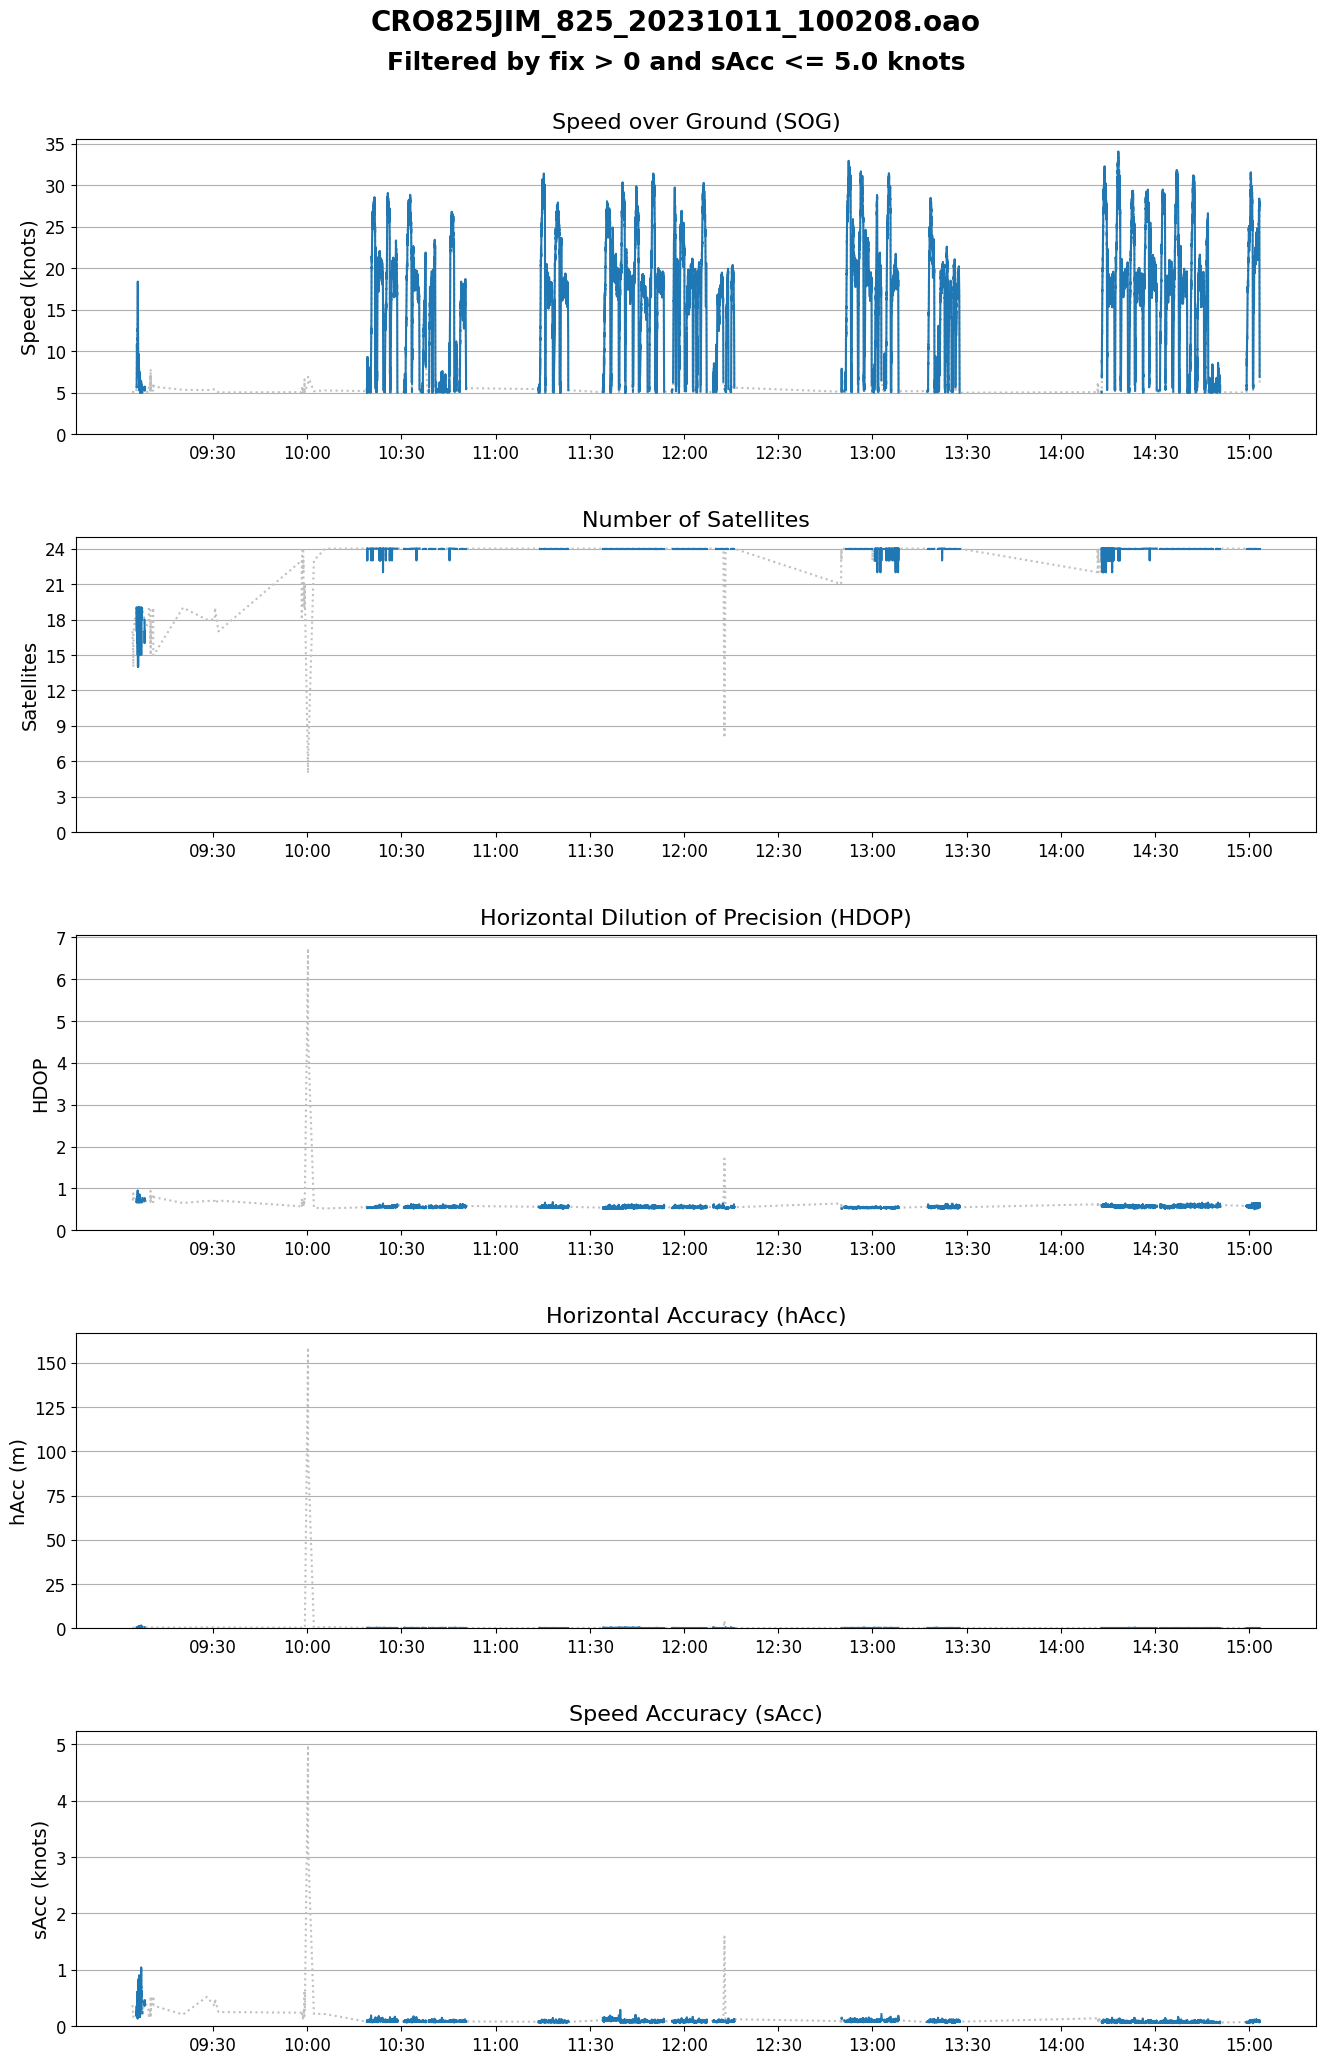 CRO825JIM_825_20231011_100208.oao
Filtered by fix > 0 and sAcc <= 5.0 knots
Speed over Ground (SOG)
Speed (knots)
35
30
25
20
15
10
5
0
09:30 10:00 10:30 11:00 11:30 12:00 12:30 13:00 13:30 14:00 14:30 15:00
Number of Satellites
Satellites
24
21
18
15
12
9
6
3
0
09:30 10:00 10:30 11:00 11:30 12:00 12:30 13:00 13:30 14:00 14:30 15:00
Horizontal Dilution of Precision (HDOP)
HDOP
7
6
5
4
3
2
1
0
09:30 10:00 10:30 11:00 11:30 12:00 12:30 13:00 13:30 14:00 14:30 15:00
Horizontal Accuracy (hAcc)
hAcc (m)
150
125
100
75
50
25
0
09:30 10:00 10:30 11:00 11:30 12:00 12:30 13:00 13:30 14:00 14:30 15:00
Speed Accuracy (sAcc)
sAcc (knots)
5
4
3
2
1
0
09:30 10:00 10:30 11:00 11:30 12:00 12:30 13:00 13:30 14:00 14:30 15:00